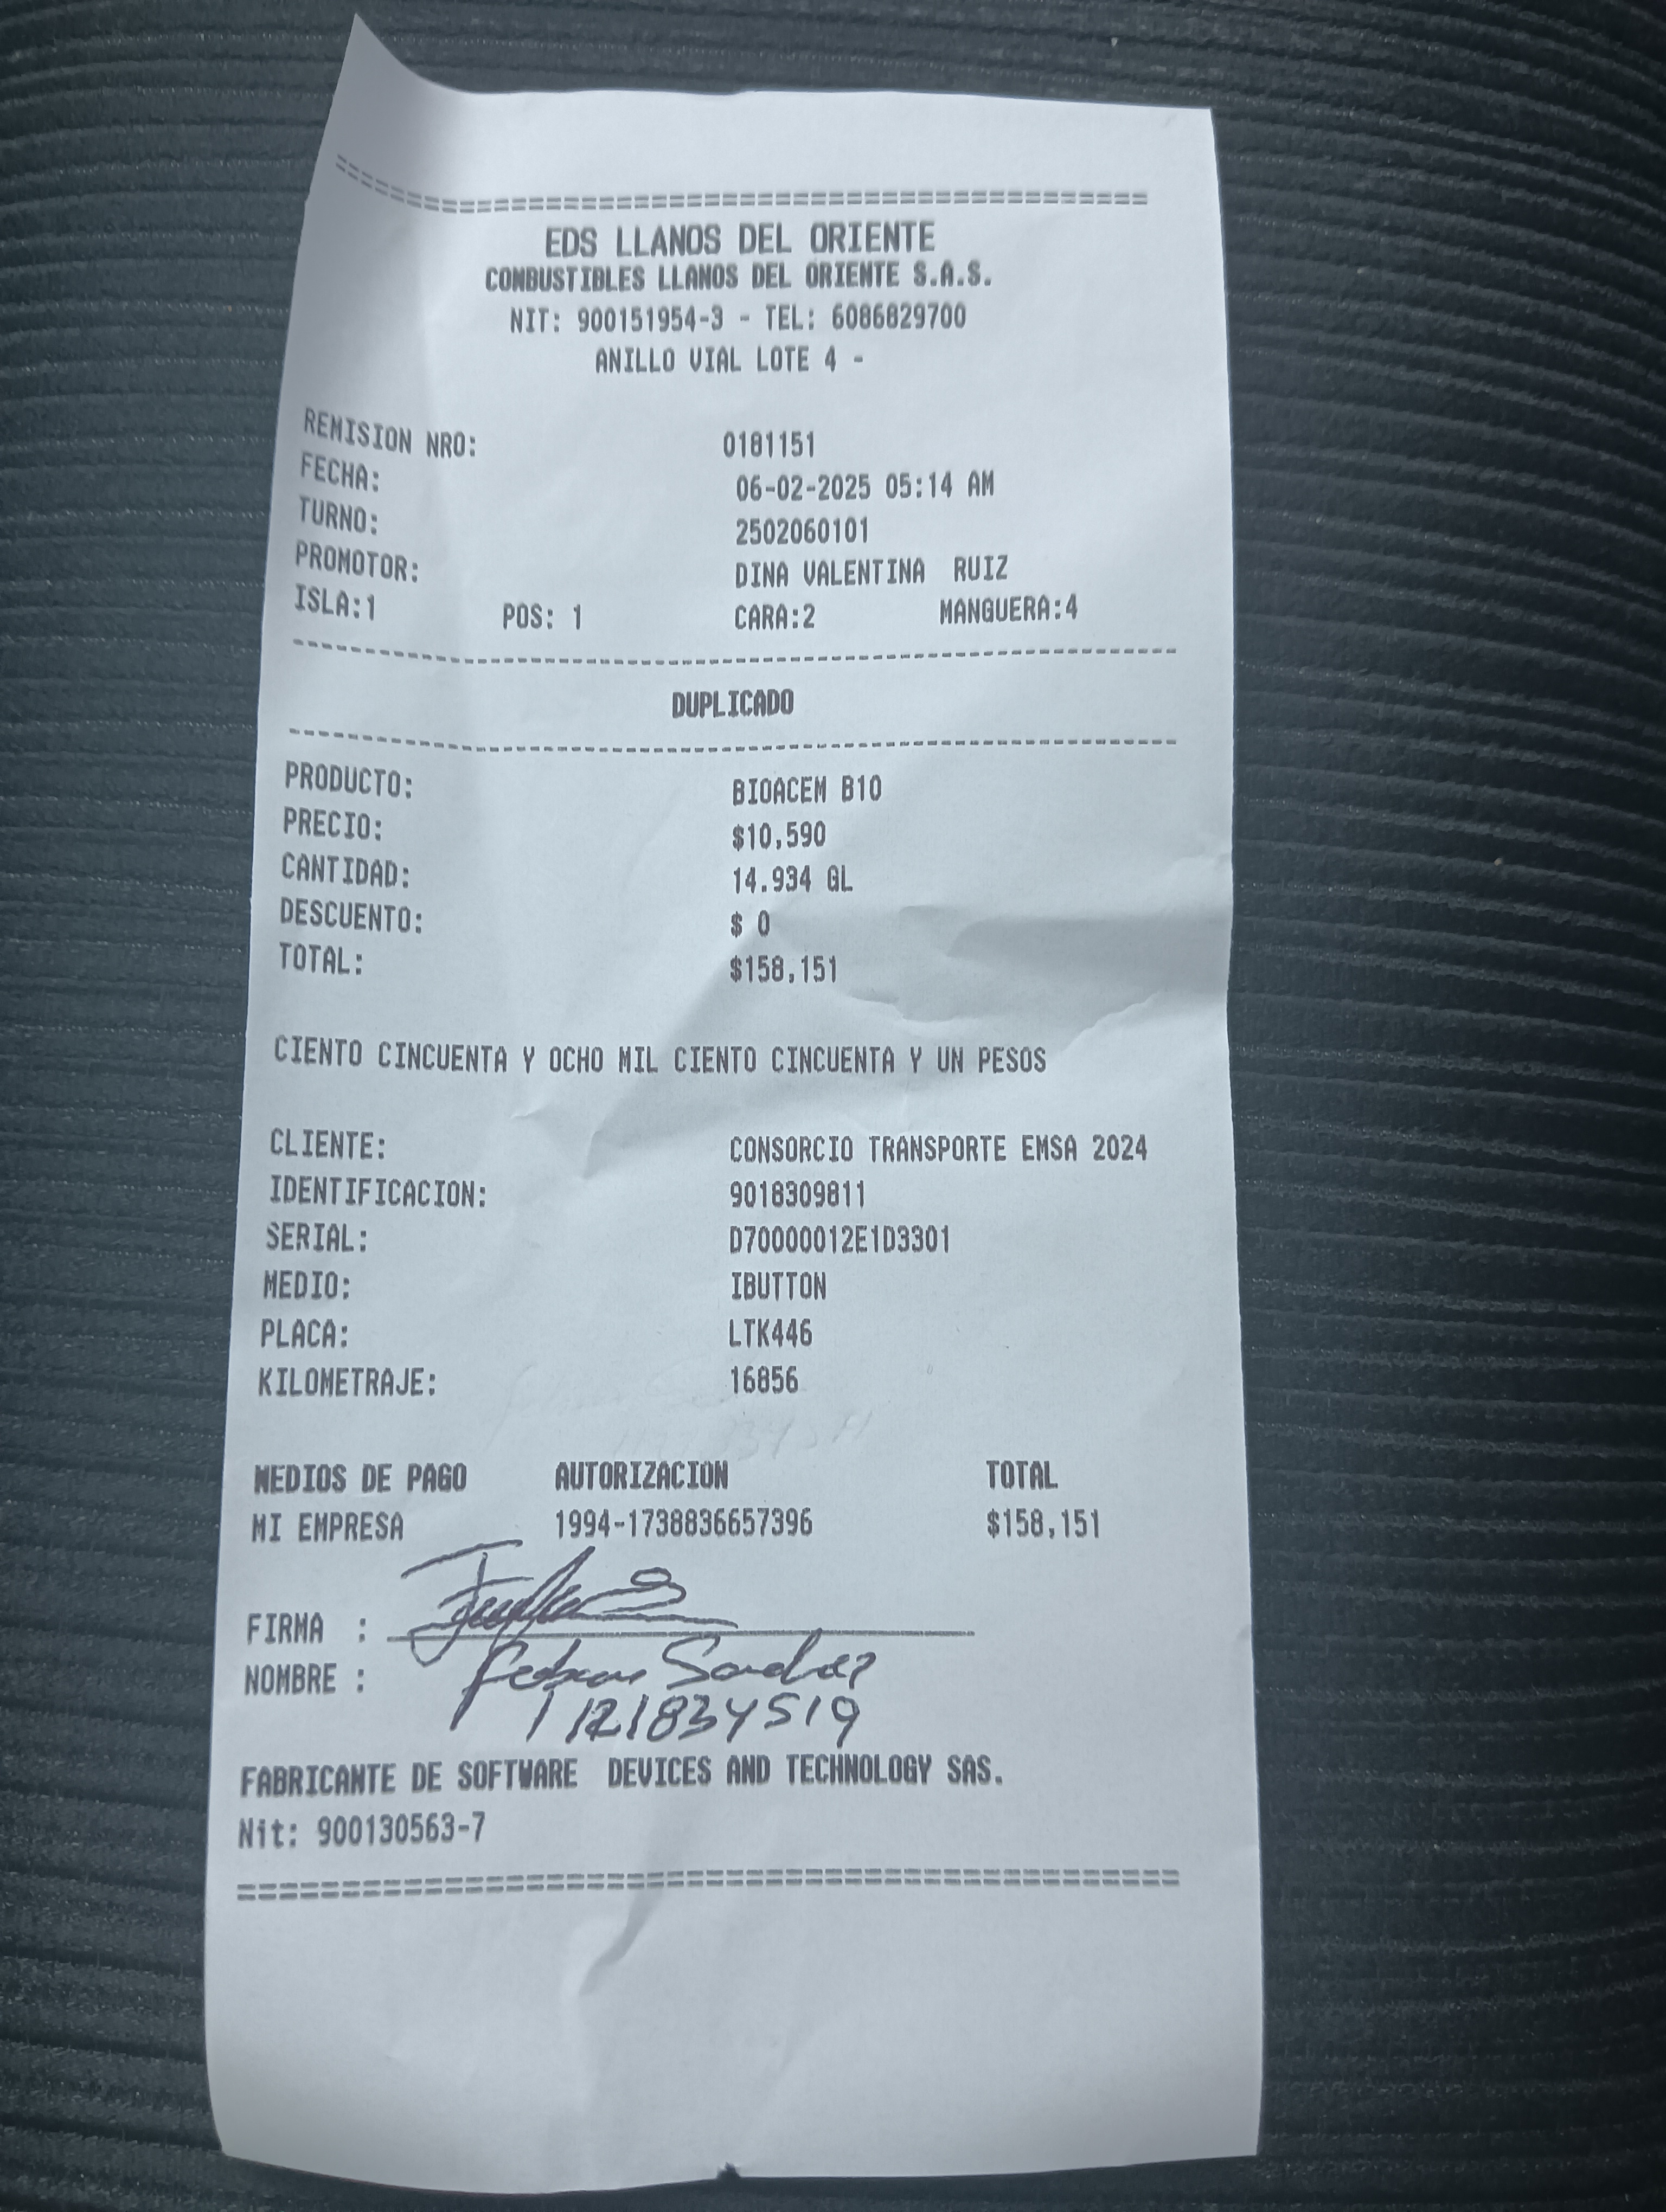 ================================================
EDS LLANOS DEL ORIENTE
COMBUSTIBLES LLANOS DEL ORIENTE S.A.S.
NIT: 900151954-3 - TEL: 6086829700
ANILLO VIAL LOTE 4 -
REMISION NRO: 0181151
FECHA: 06-02-2025 05:14 AM
TURNO: 2502060101
PROMOTOR: DINA VALENTINA RUIZ
ISLA:1 POS: 1 CARA:2 MANGUERA:4
DUPLICADO
PRODUCTO: BIOACEM B10
PRECIO: $10,590
CANTIDAD: 14.934 GL
DESCUENTO: $ 0
TOTAL: $158,151
CIENTO CINCUENTA Y OCHO MIL CIENTO CINCUENTA Y UN PESOS
CLIENTE: CONSORCIO TRANSPORTE EMSA 2024
IDENTIFICACION: 9018309811
SERIAL: D70000012E1D3301
MEDIO: IBUTTON
PLACA: LTK446
KILOMETRAJE: 16856
MEDIOS DE PAGO AUTORIZACION TOTAL
MI EMPRESA 1994-1738836657396 $158,151
FIRMA :
NOMBRE :
1121834519
FABRICANTE DE SOFTWARE DEVICES AND TECHNOLOGY SAS.
Nit: 900130563-7
================================================